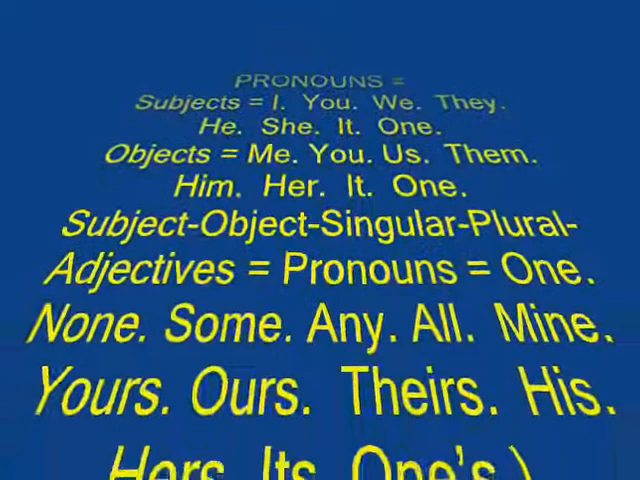 PRONOUNS =
Subjects = I. You. We. They.
He. She. It. One.
Objects = Me. You. Us. Them.
Him. Her. It. One.
Subject-Object-Singular-Plural-
Adjectives = Pronouns = One.
None. Some. Any. All. Mine.
Yours. Ours. Theirs. His.
Hers. Its. One's.)